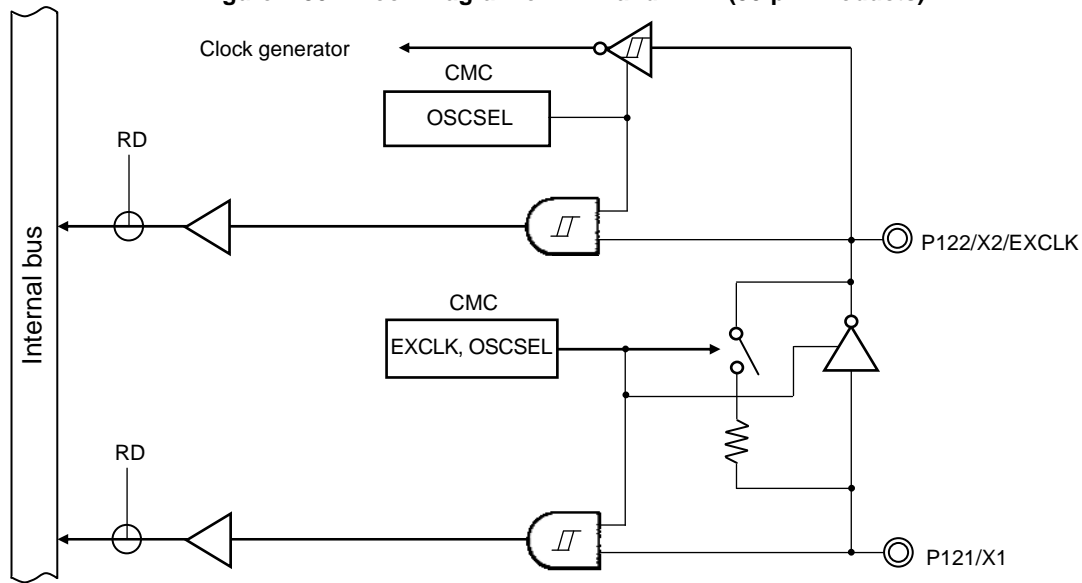 Clock generator
CMC
OSCSEL
RD
P122/X2/EXCLK
CMC
EXCLK, OSCSEL
Internal bus
RD
P121/X1